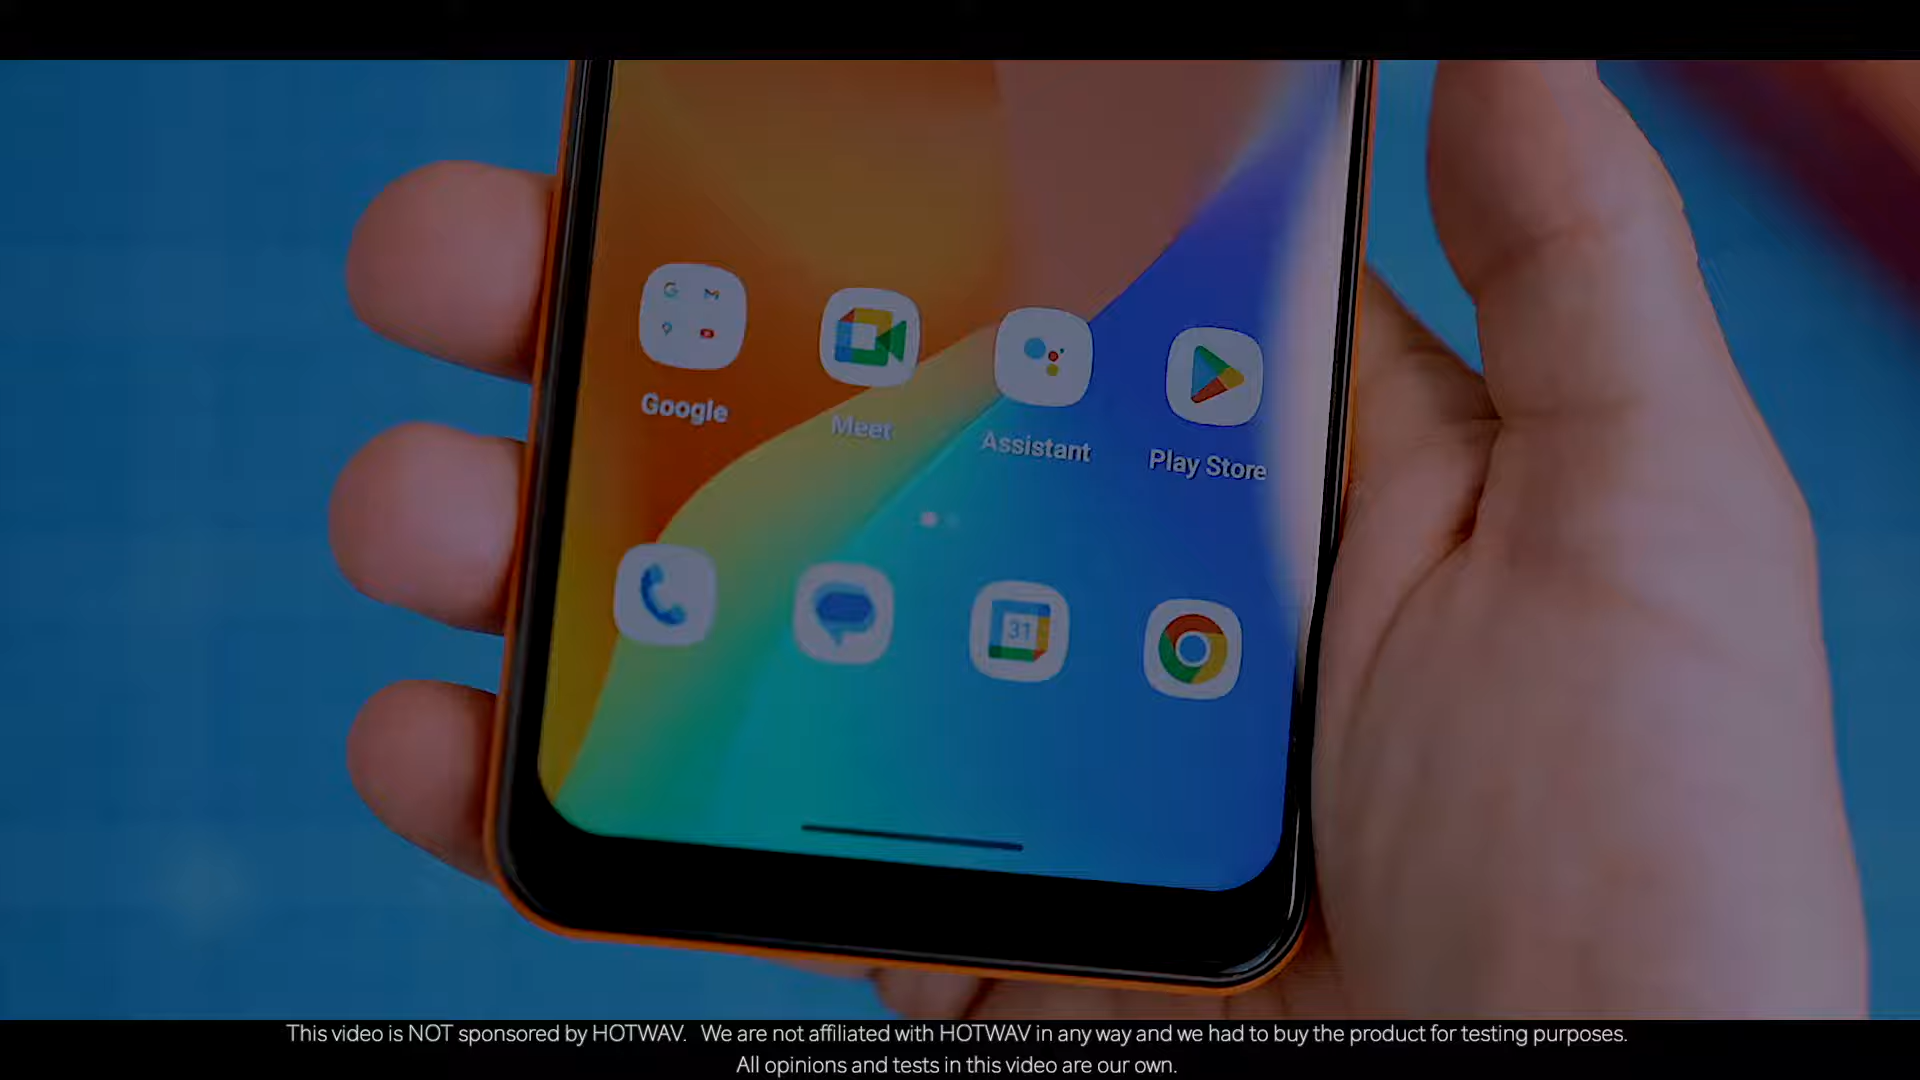 Google
Meet
Assistant
Play Store
31
This video is NOT sponsored by HOTWAV. We are not affiliated with HOTWAV in any way and we had to buy the product for testing purposes.
All opinions and tests in this video are our own.